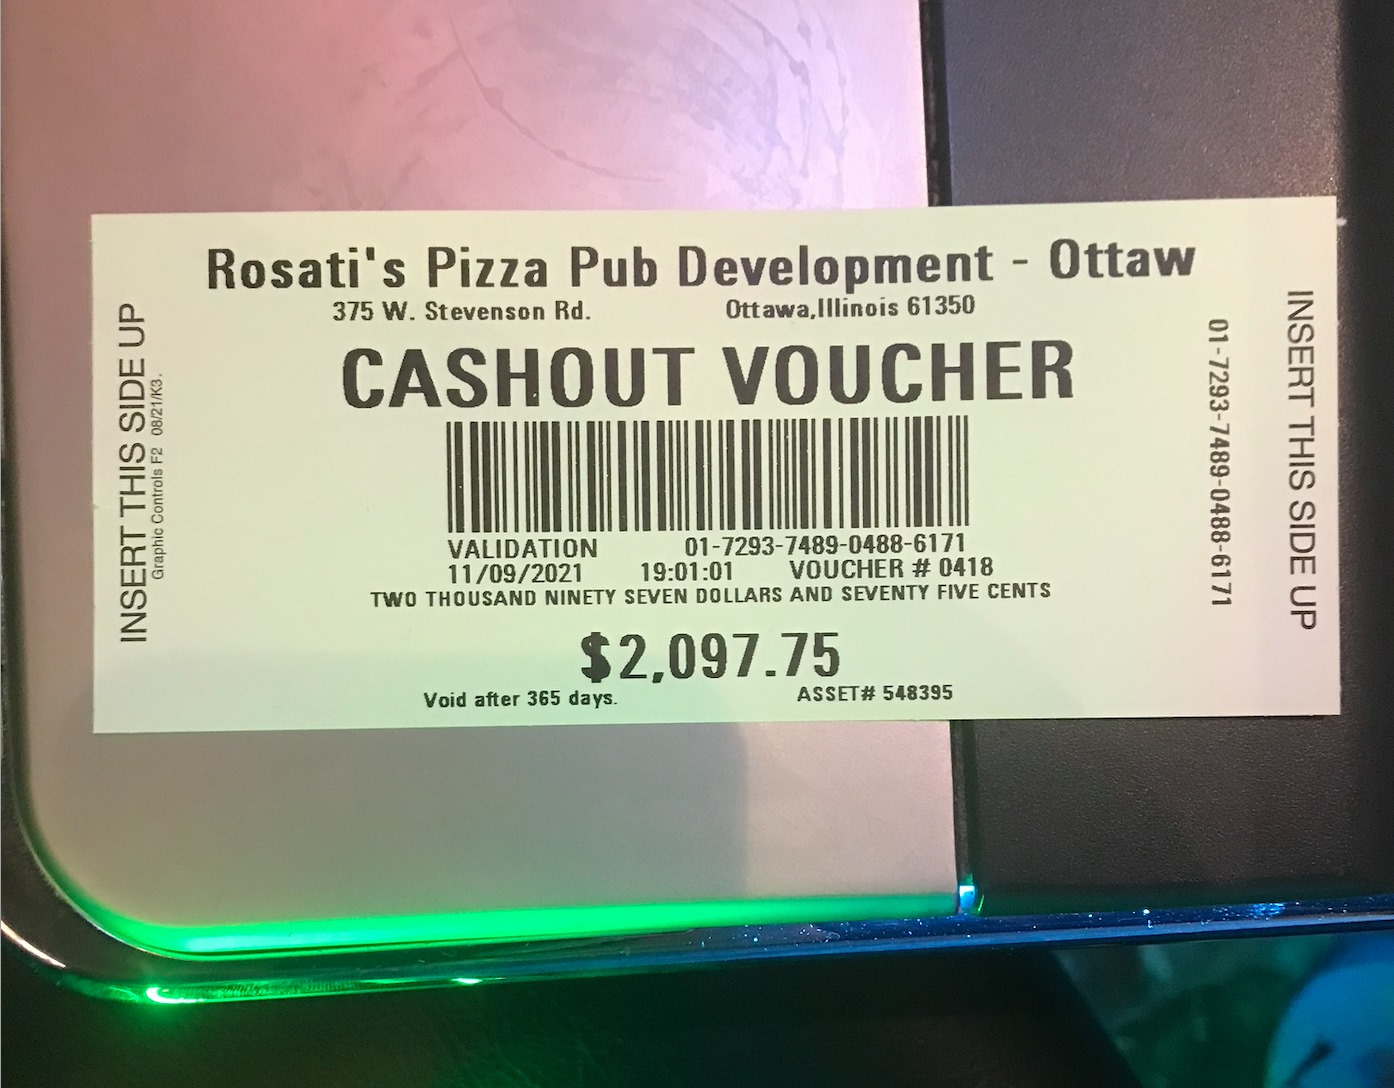 Rosati's Pizza Pub Development - Ottaw
375 W. Stevenson Rd. Ottawa,Illinois 61350
CASHOUT VOUCHER
VALIDATION 01-7293-7489-0488-6171
11/09/2021 19:01:01 VOUCHER # 0418
TWO THOUSAND NINETY SEVEN DOLLARS AND SEVENTY FIVE CENTS
$2,097.75
Void after 365 days. ASSET# 548395
INSERT THIS SIDE UP
Graphic Controls F2 08/21/K3.
01-7293-7489-0488-6171
INSERT THIS SIDE UP